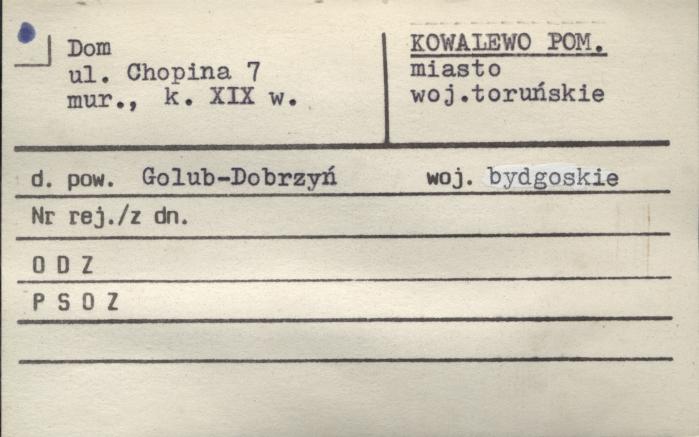 Dom
ul. Chopina 7
mur., k. XIX w.
KOWALEWO POM.
miasto
woj.toruńskie
d. pow. Golub-Dobrzyń woj. bydgoskie
Nr rej./z dn.
O D Z
P S O Z